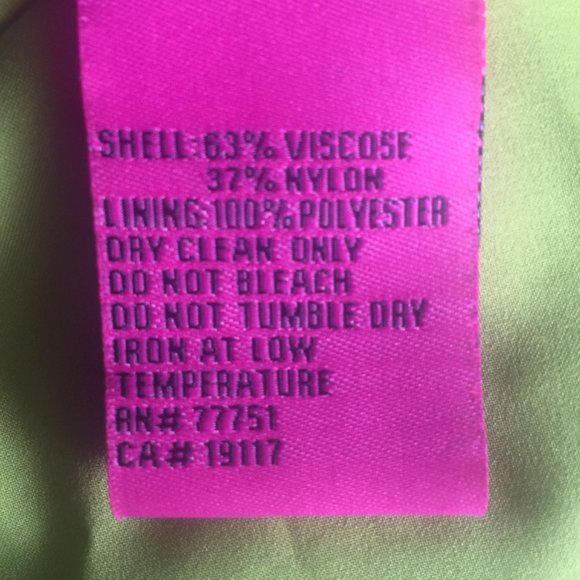 SHELL:63% VISCOSE
37% NYLON
LINING:100% POLYESTER
DRY CLEAN ONLY
DO NOT BLEACH
DO NOT TUMBLE DRY
IRON AT LOW
TEMPERATURE
RN# 77751
CA# 19117